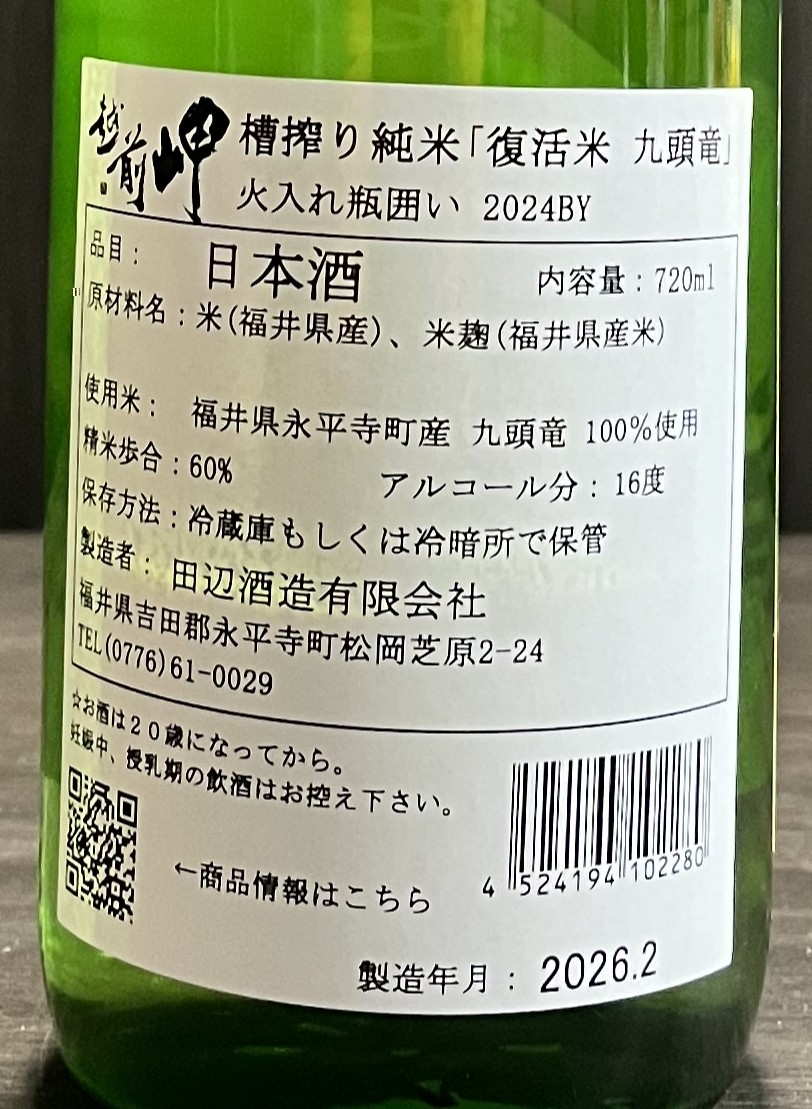 越前岬
槽搾り純米「復活米 九頭竜」
火入れ瓶囲い 2024BY
品目： 日本酒 内容量：720ml
原材料名：米(福井県産)、米麹(福井県産米)
使用米： 福井県永平寺町産 九頭竜 100%使用
精米歩合：60% アルコール分：16度
保存方法：冷蔵庫もしくは冷暗所で保管
製造者： 田辺酒造有限会社
福井県吉田郡永平寺町松岡芝原2-24
TEL(0776)61-0029
☆お酒は２０歳になってから。
妊娠中、授乳期の飲酒はお控え下さい。
←商品情報はこちら
4 524194 102280
製造年月： 2026.2